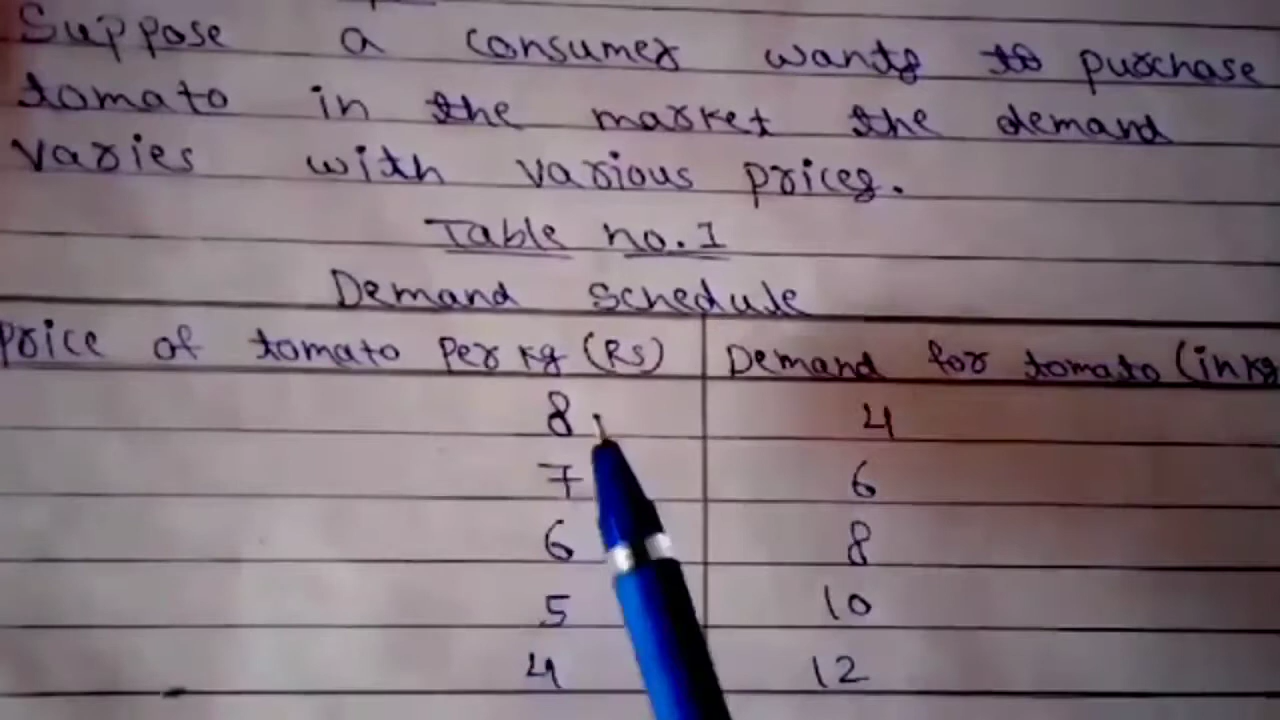 Suppose a consumer wants to purchase
tomato in the market the demand
varies with various prices.
Table no.1
Demand schedule
Price of tomato Per kg (Rs) Demand for tomato (in kg
8 4
7 6
6 8
5 10
4 12